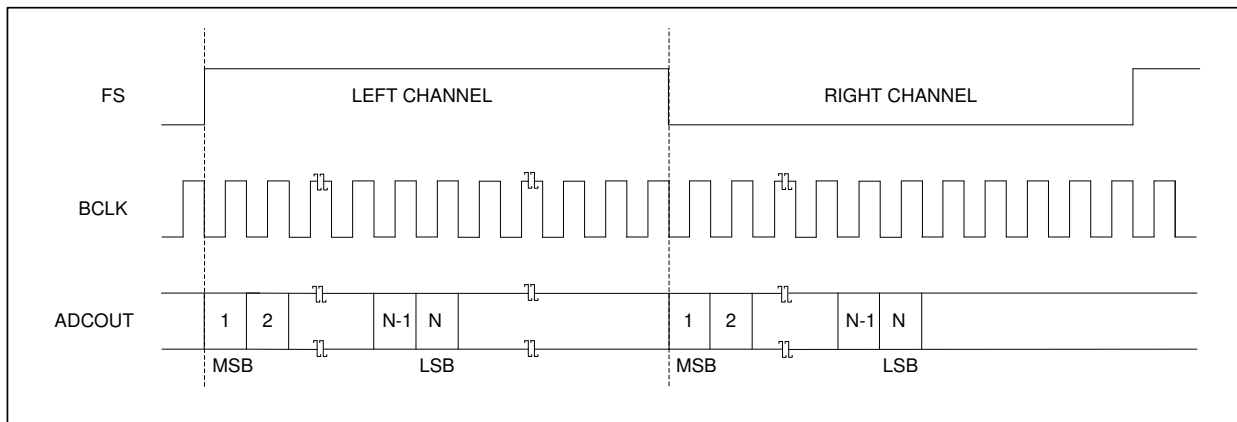 FS
LEFT CHANNEL
RIGHT CHANNEL
BCLK
ADCOUT
1
2
N-1
N
1
2
N-1
N
MSB
LSB
MSB
LSB